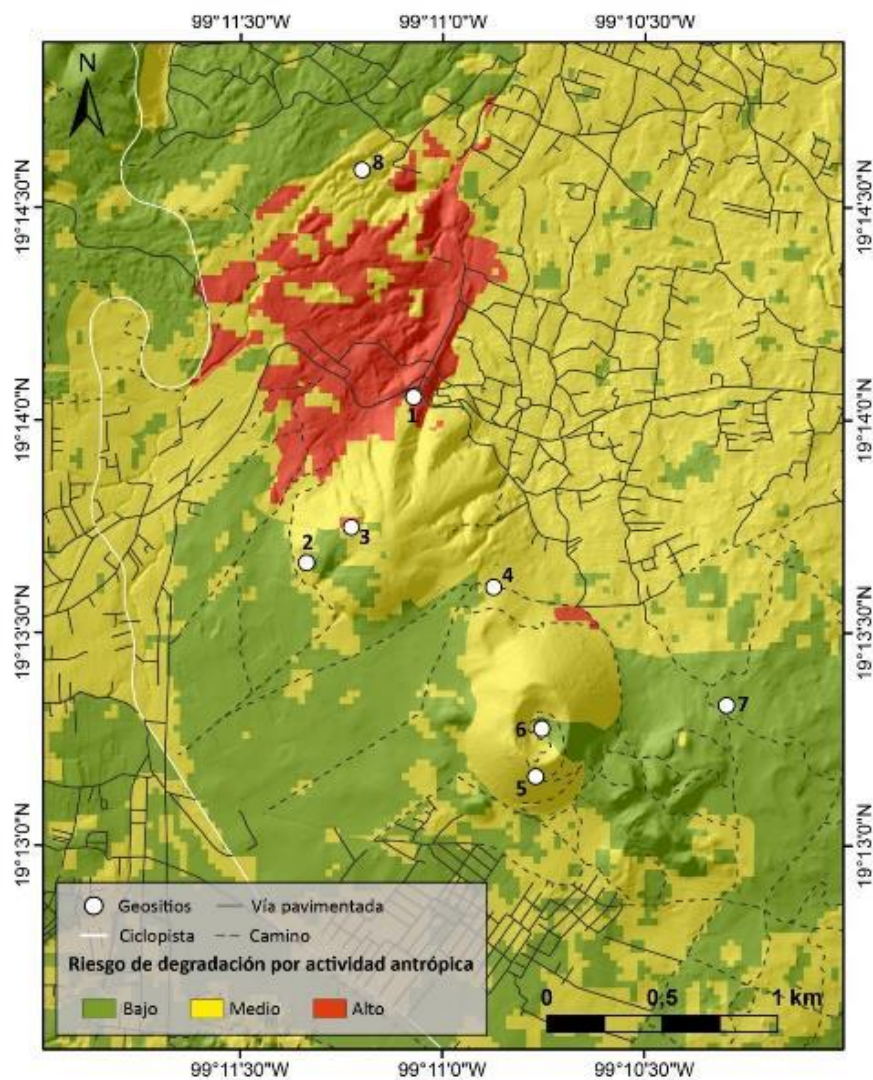 99°11'30"W 99°11'0"W 99°10'30"W
N
8
19°14'30"N 19°14'30"N
1
19°14'0"N 19°14'0"N
3
2
4
19°13'30"N 19°13'30"N
7
6
5
19°13'0"N 19°13'0"N
Geositios Vía pavimentada
Ciclopista Camino
Riesgo de degradación por actividad antrópica
Bajo Medio Alto
0 0,5 1 km
99°11'30"W 99°11'0"W 99°10'30"W